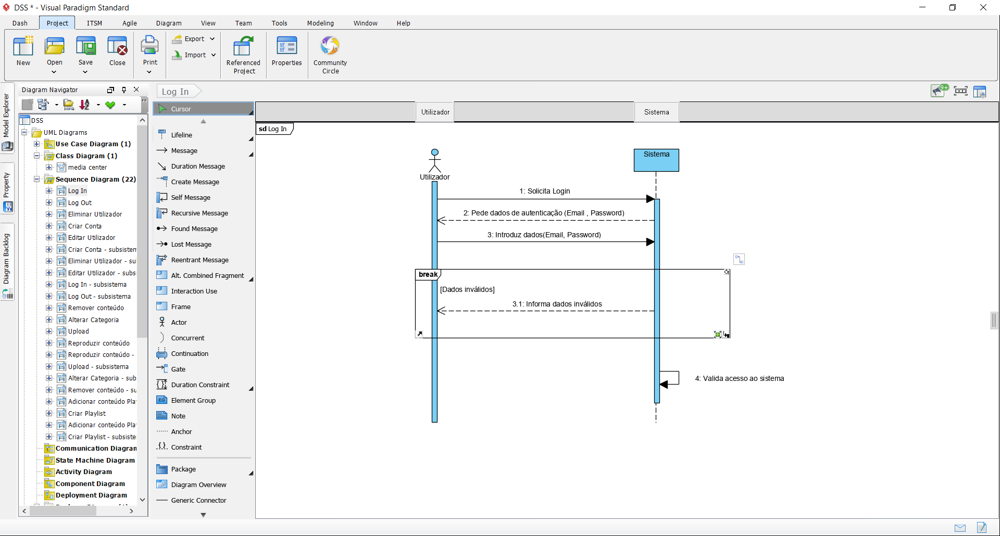 DSS * - Visual Paradigm Standard
Dash Project ITSM Agile Diagram View Team Tools Modeling Window Help
New
Open
Save
Close
Print
Export
Import
Referenced
Project
Properties
Community
Circle
Model Explorer
Property
Diagram Backlog
Diagram Navigator
DSS
UML Diagrams
Use Case Diagram (1)
Class Diagram (1)
media center
Sequence Diagram (22)
Log In
Log Out
Eliminar Utilizador
Criar Conta
Editar Utilizador
Criar Conta - subsistem
Eliminar Utilizador - su
Editar Utilizador - subs
Log In - subsistema
Log Out - subsistema
Remover conteúdo
Alterar Categoria
Upload
Reproduzir conteúdo
Reproduzir conteúdo -
Upload - subsistema
Alterar Categoria - sub
Remover conteúdo - su
Adicionar conteúdo Pla
Criar Playlist
Adicionar conteúdo Pla
Criar Playlist - subsiste
Communication Diagran
State Machine Diagram
Activity Diagram
Component Diagram
Deployment Diagram
Log In
Cursor
Lifeline
Message
Duration Message
Create Message
Self Message
Recursive Message
Found Message
Lost Message
Reentrant Message
Alt. Combined Fragment
Interaction Use
Frame
Actor
Concurrent
Continuation
Gate
Duration Constraint
EG Element Group
Note
Anchor
{} Constraint
Package
Diagram Overview
Generic Connector
9+
Utilizador
Sistema
sd Log In
Sistema
Utilizador
1: Solicita Login
2: Pede dados de autenticação (Email , Password)
3: Introduz dados(Email, Password)
break
[Dados inválidos]
3.1: Informa dados inválidos
4: Valida acesso ao sistema